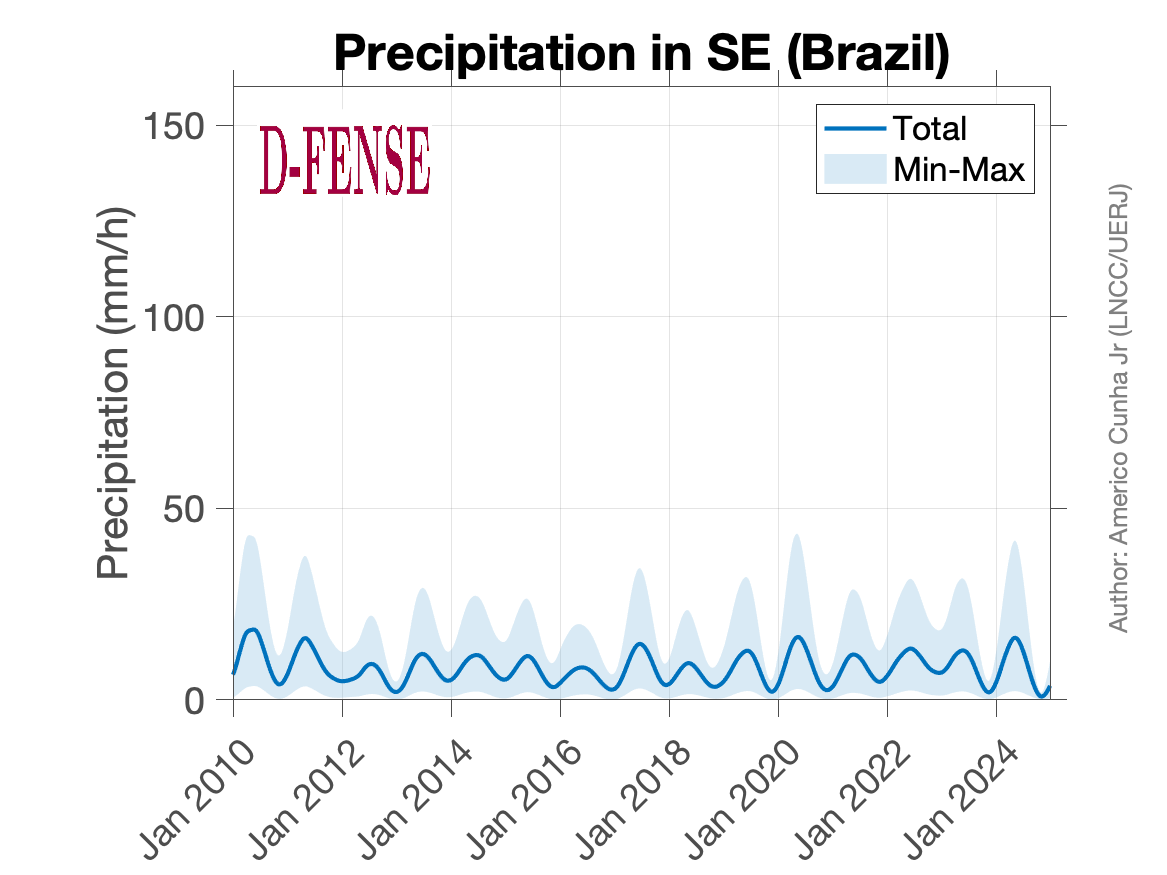 Precipitation in SE (Brazil)
D-FENSE
Total
Min-Max
Precipitation (mm/h)
150
100
50
0
Jan 2010
Jan 2012
Jan 2014
Jan 2016
Jan 2018
Jan 2020
Jan 2022
Jan 2024
Author: Americo Cunha Jr (LNCC/UERJ)